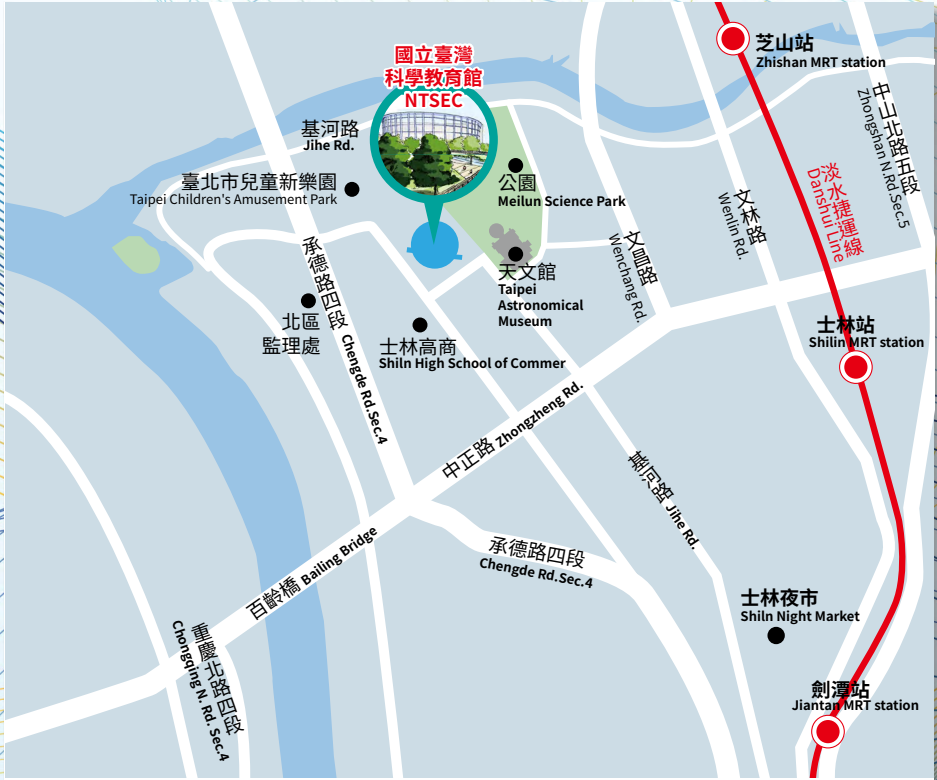 芝山站
Zhishan MRT station
國立臺灣
科學教育館
NTSEC
中山北路五段
Zhongshan N.Rd.Sec.5
基河路
Jihe Rd.
淡水捷運線
Danshui Line
臺北市兒童新樂園
Taipei Children's Amusement Park
公園
Meilun Science Park
文林路
Wenlin Rd.
文昌路
Wenchang Rd.
承德路四段 Chengde Rd.Sec.4
天文館
Taipei
Astronomical
Museum
北區
監理處
士林高商
Shiln High School of Commer
士林站
Shilin MRT station
中正路 Zhongzheng Rd.
基河路 Jihe Rd.
百齡橋 Bailing Bridge
承德路四段
Chengde Rd.Sec.4
士林夜市
Shiln Night Market
重慶北路四段
Chongqing N. Rd. Sec.4
劍潭站
Jiantan MRT station